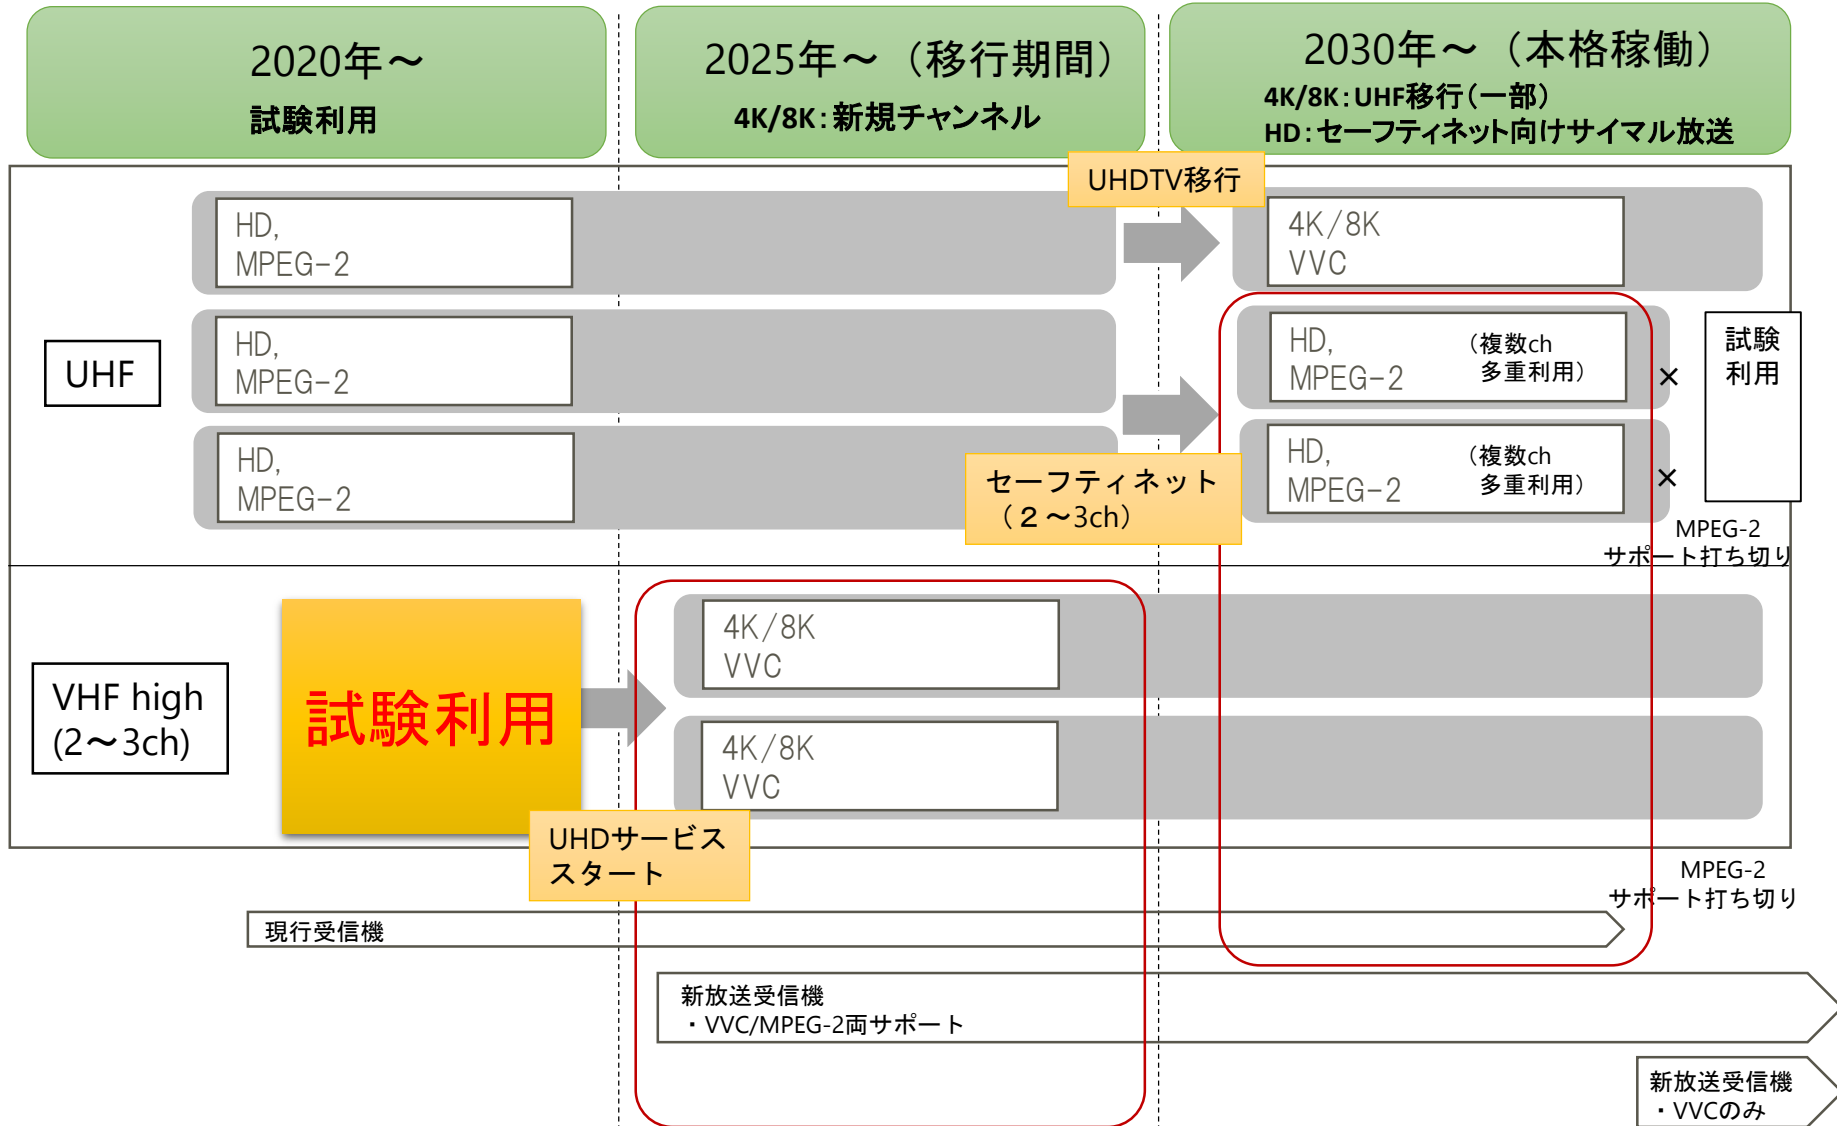 2020年～
試験利用
2025年～（移行期間）
4K/8K：新規チャンネル
2030年～（本格稼働）
4K/8K：UHF移行（一部）
HD：セーフティネット向けサイマル放送
UHDTV移行
UHF
HD,
MPEG-2
HD,
MPEG-2
HD,
MPEG-2
4K/8K
VVC
HD,
MPEG-2
（複数ch
多重利用）
×
HD,
MPEG-2
（複数ch
多重利用）
×
試験
利用
セーフティネット
（２～3ch）
MPEG-2
サポート打ち切り
VHF high
(2～3ch)
試験利用
4K/8K
VVC
4K/8K
VVC
UHDサービス
スタート
MPEG-2
サポート打ち切り
現行受信機
新放送受信機
・VVC/MPEG-2両サポート
新放送受信機
・VVCのみ